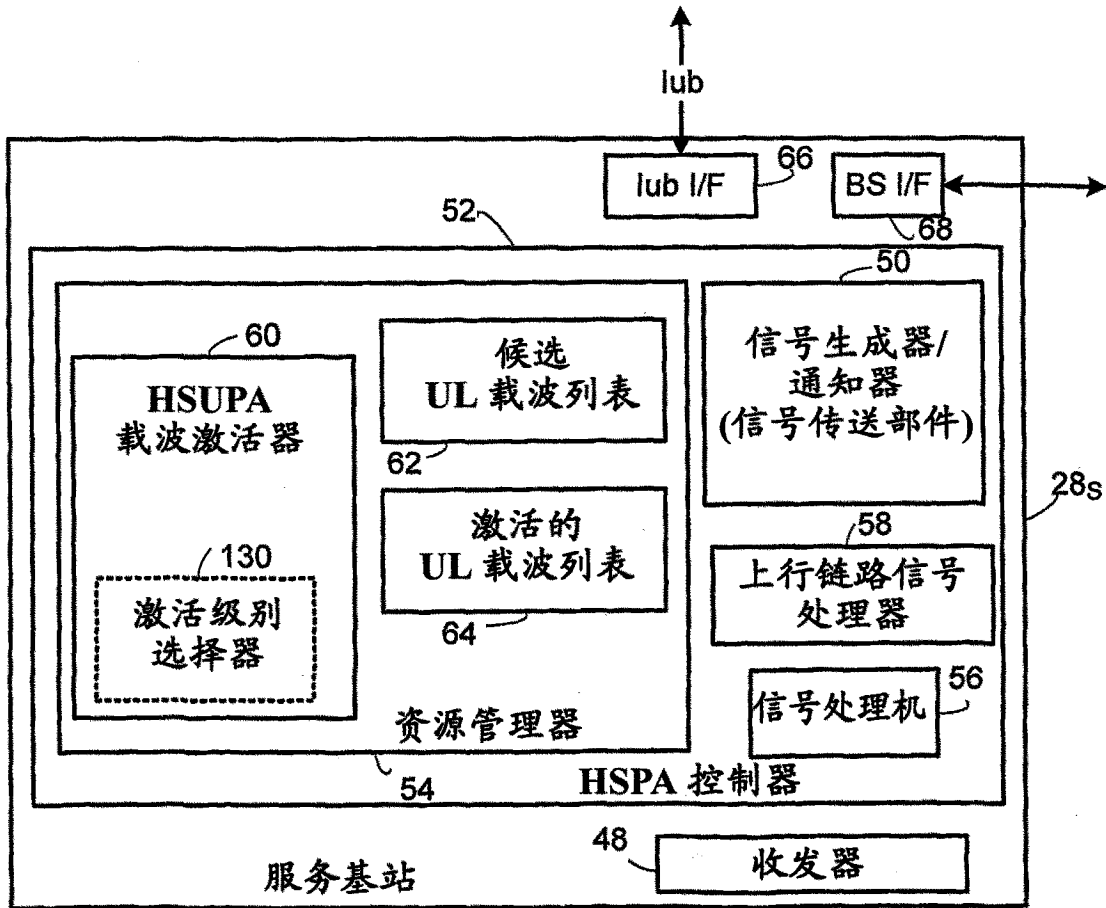 Iub
Iub I/F
66
BS I/F
68
52
50
信号生成器/
通知器
(信号传送部件)
60
HSUPA
载波激活器
候选
UL 载波列表
62
激活的
UL 载波列表
64
130
激活级别
选择器
资源管理器
54
58
上行链路信号
处理器
信号处理机
56
HSPA 控制器
28s
48
收发器
服务基站